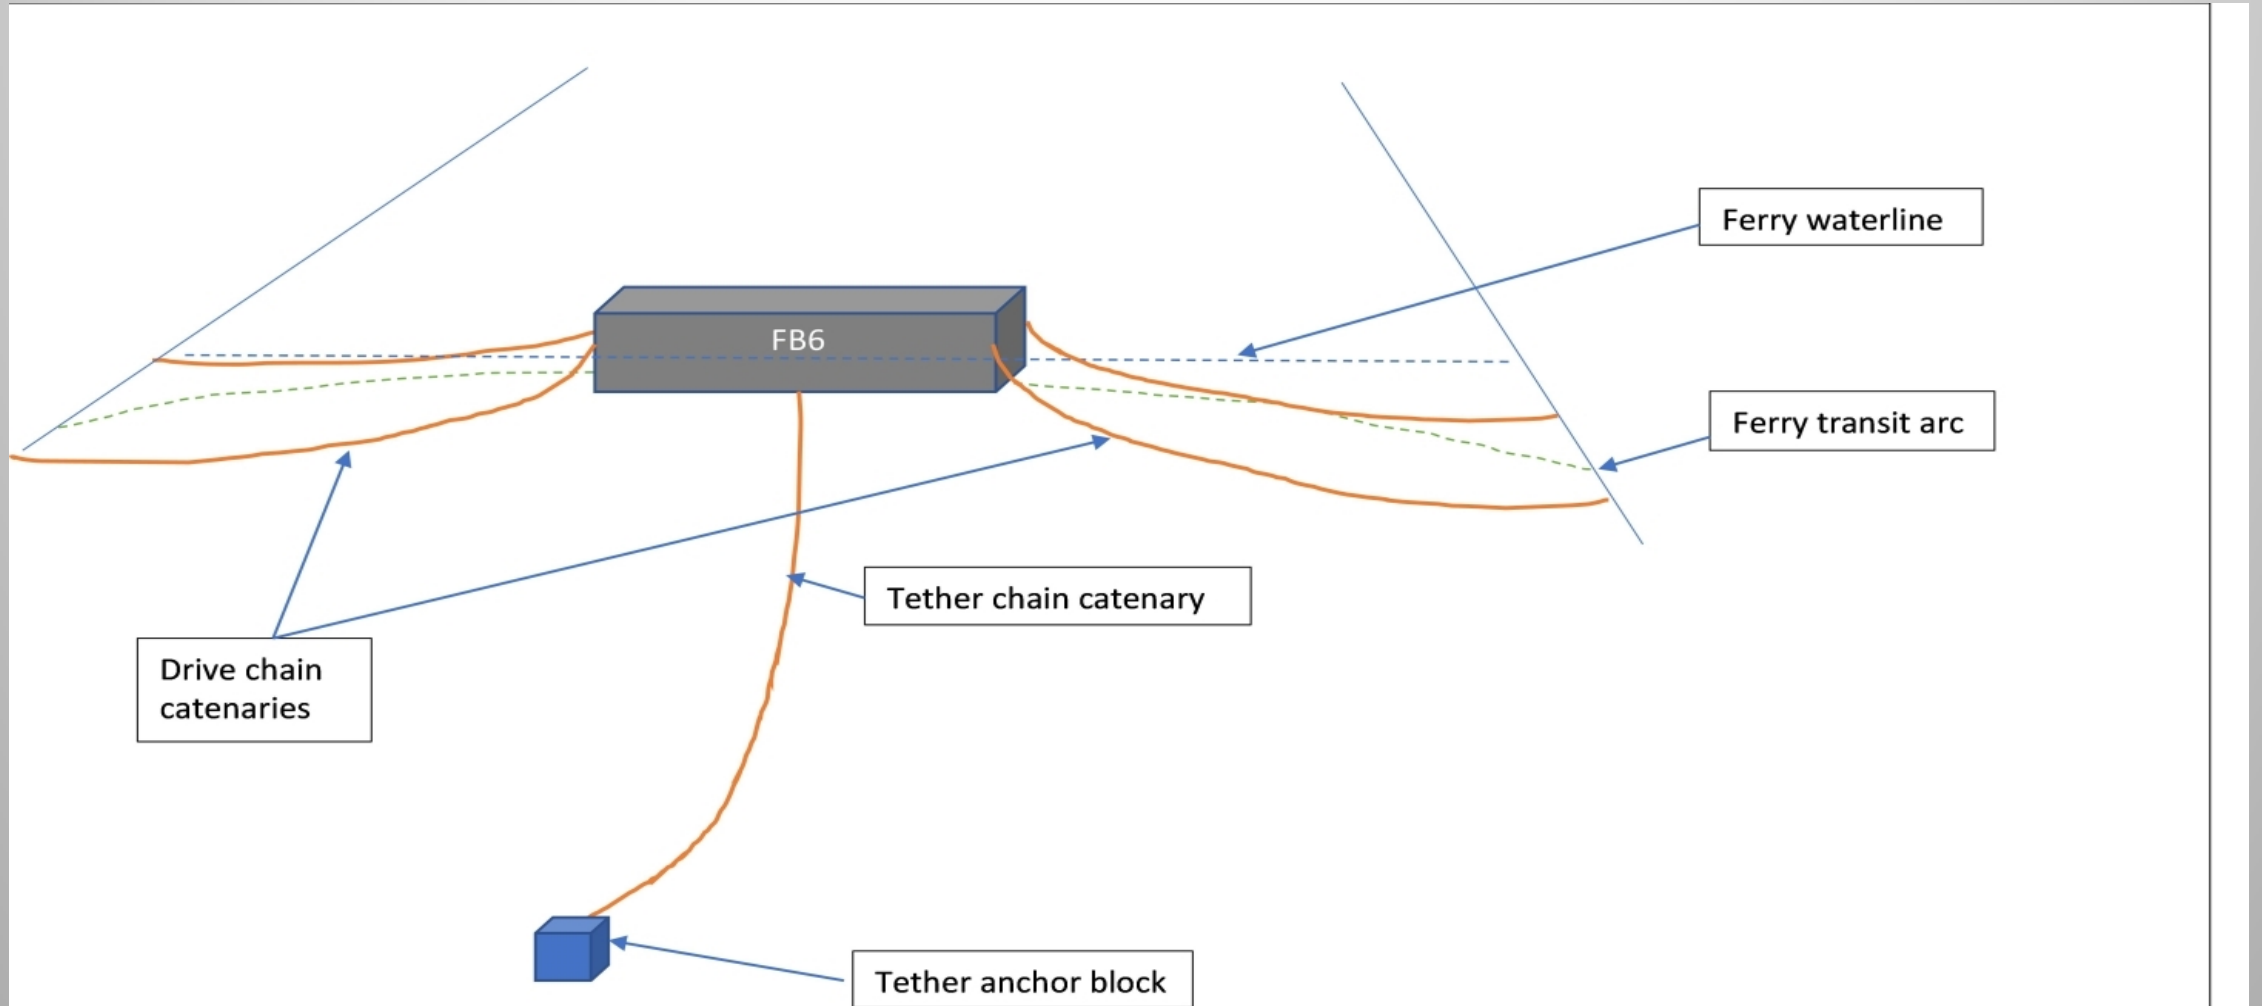 Ferry waterline
FB6
Ferry transit arc
Tether chain catenary
Drive chain
catenaries
Tether anchor block